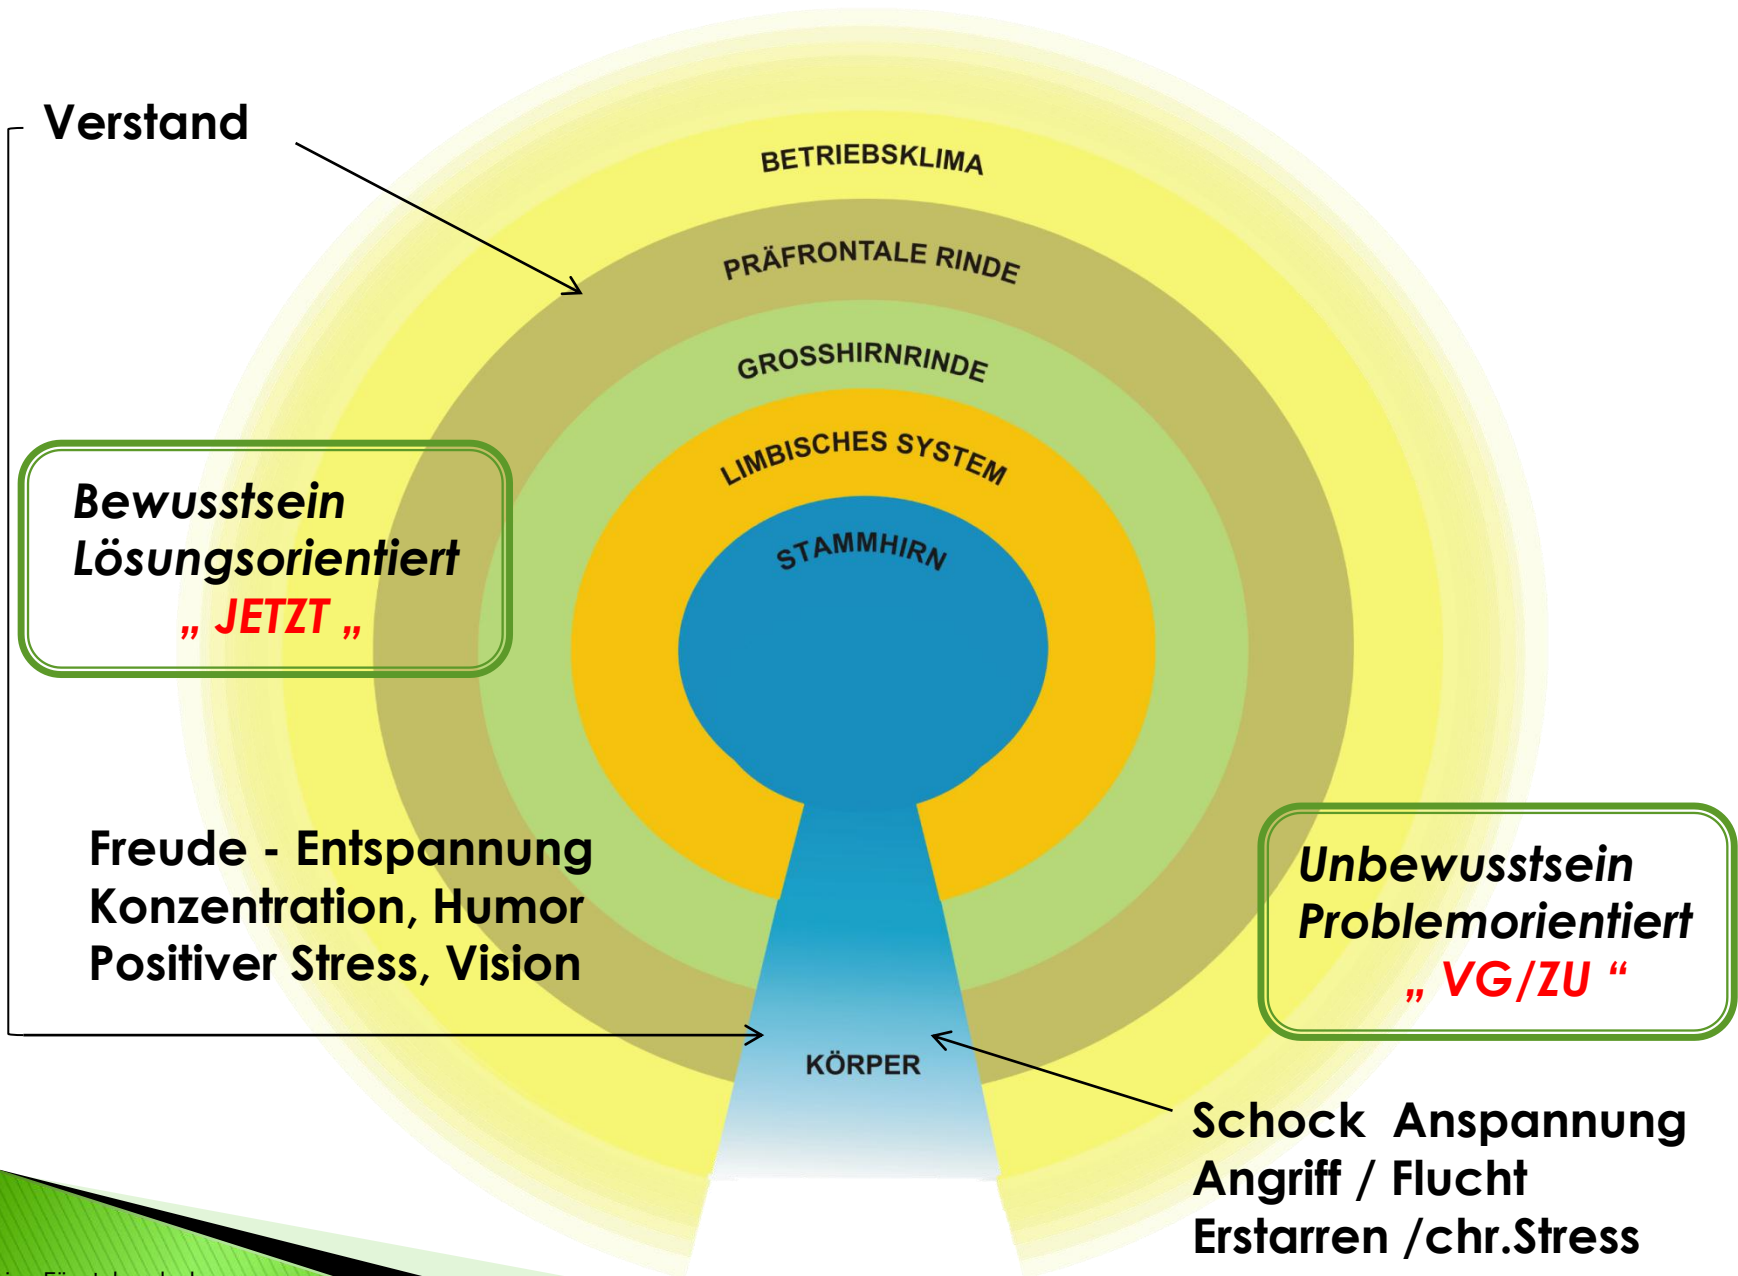 Verstand
BETRIEBSKLIMA
PRÄFRONTALE RINDE
GROSSHIRNRINDE
LIMBISCHES SYSTEM
STAMMHIRN
Bewusstsein
Lösungsorientiert
„ JETZT „
Freude - Entspannung
Konzentration, Humor
Positiver Stress, Vision
Unbewusstsein
Problemorientiert
„ VG/ZU “
KÖRPER
Schock Anspannung
Angriff / Flucht
Erstarren /chr.Stress